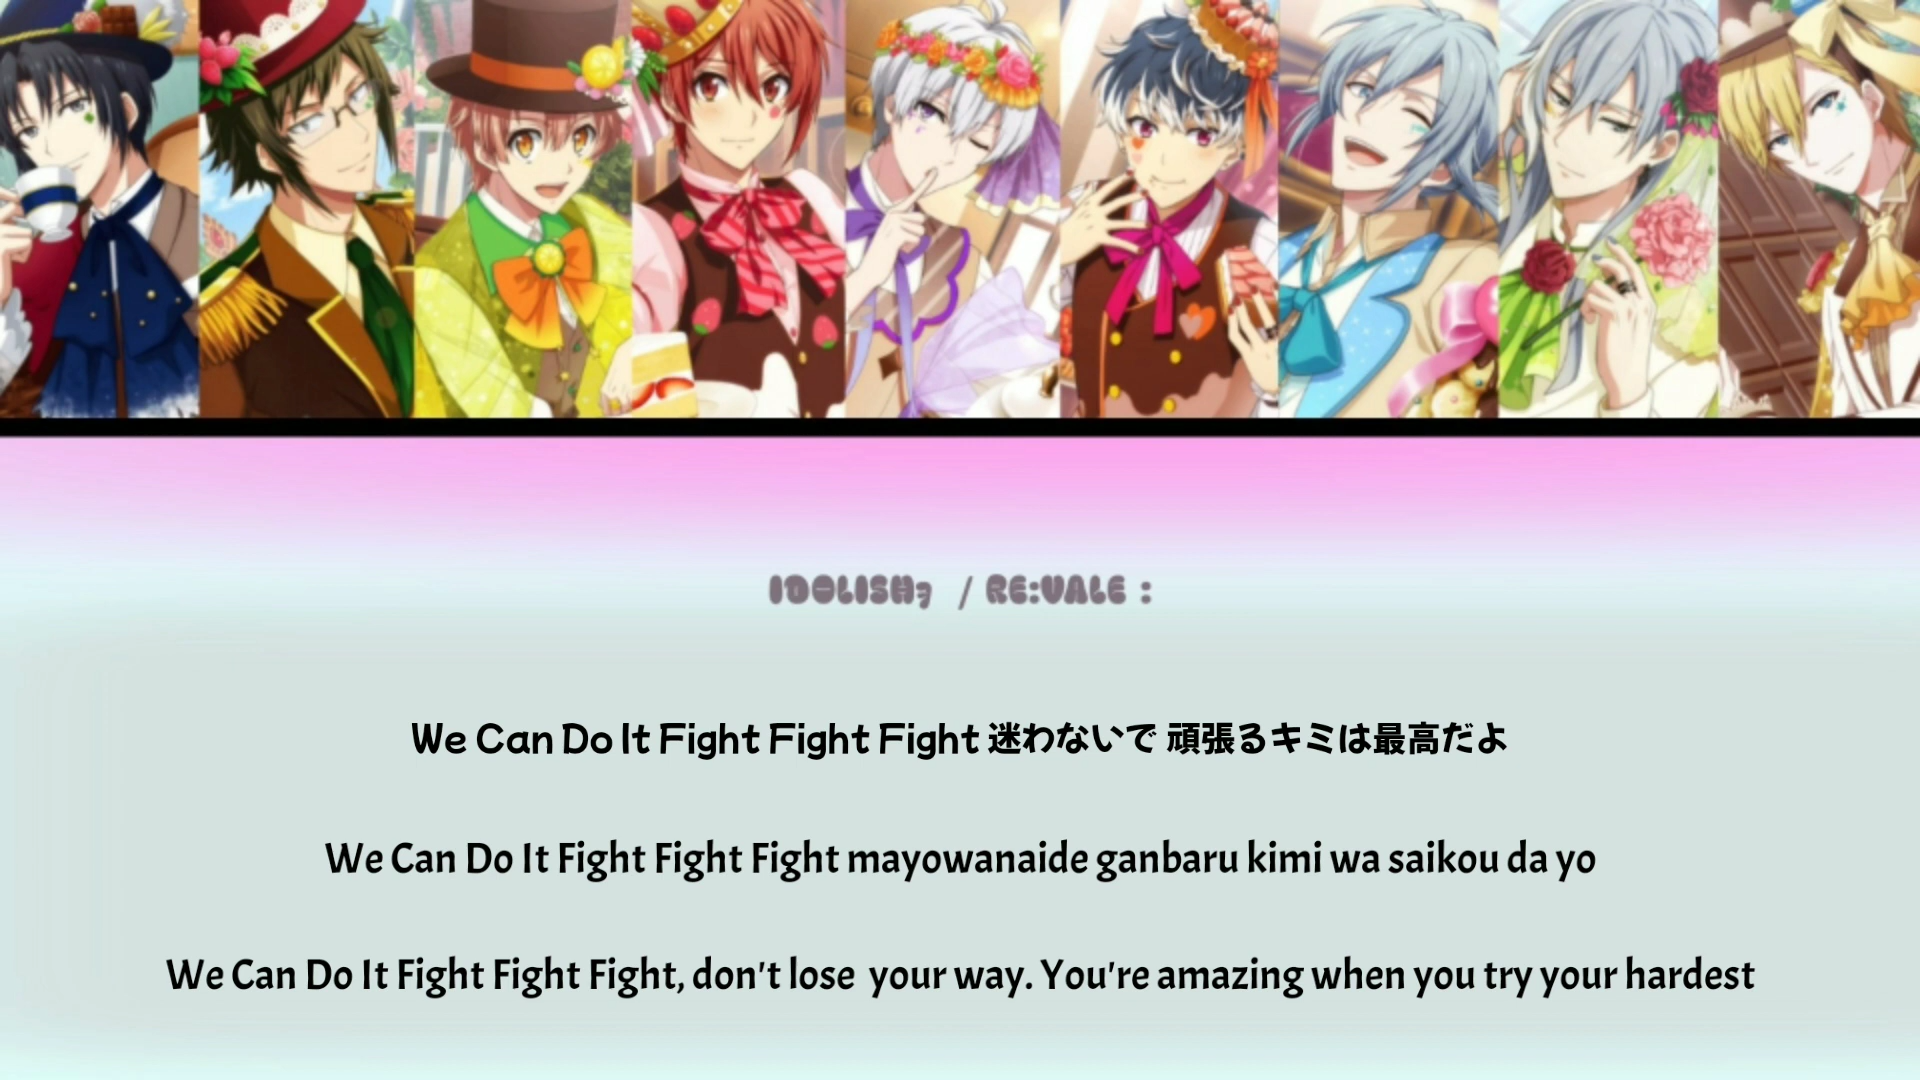 IDOLISH7 / RE:VALE :
We Can Do It Fight Fight Fight 迷わないで 頑張るキミは最高だよ
We Can Do It Fight Fight Fight mayowanaide ganbaru kimi wa saikou da yo
We Can Do It Fight Fight Fight, don't lose your way. You're amazing when you try your hardest